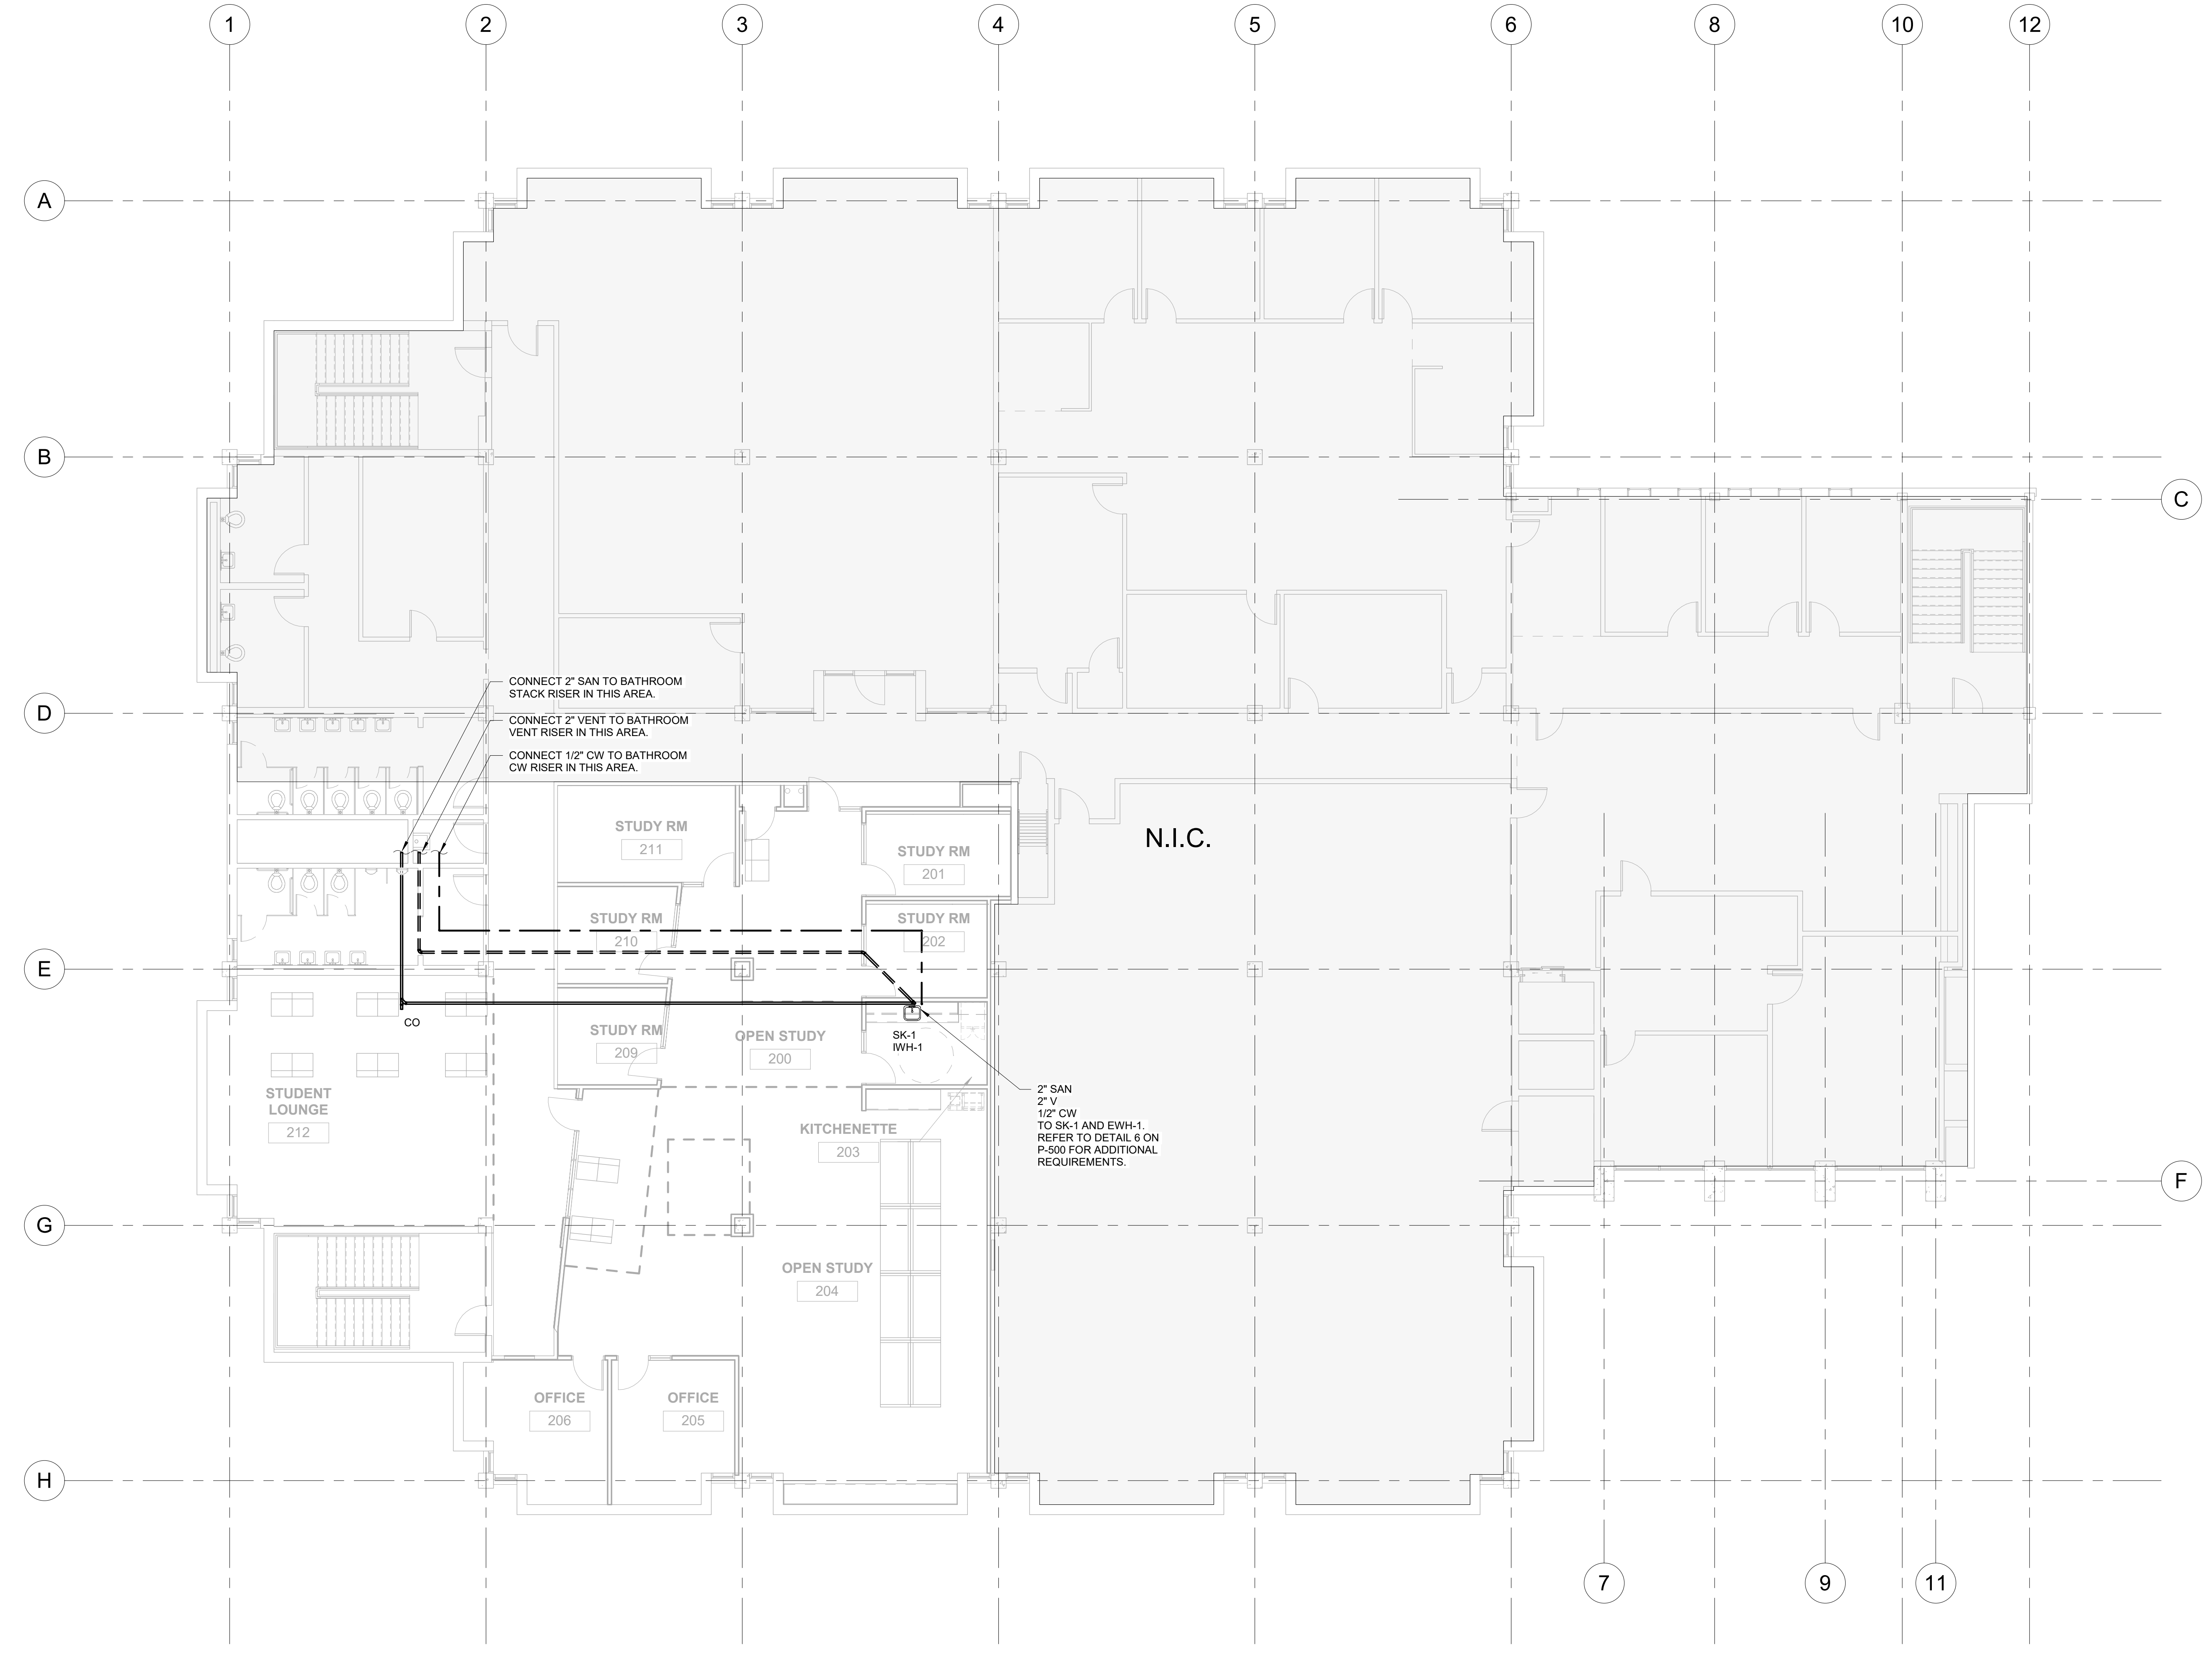 1
2
3
4
5
6
8
10
12
A
B
C
D
E
F
G
H
CONNECT 2" SAN TO BATHROOM
STACK RISER IN THIS AREA.
CONNECT 2" VENT TO BATHROOM
VENT RISER IN THIS AREA.
CONNECT 1/2" CW TO BATHROOM
CW RISER IN THIS AREA.
STUDY RM
211
STUDY RM
201
N.I.C.
STUDY RM
210
STUDY RM
202
CO
STUDY RM
209
OPEN STUDY
200
SK-1
IWH-1
STUDENT
LOUNGE
212
KITCHENETTE
203
2" SAN
2" V
1/2" CW
TO SK-1 AND EWH-1.
REFER TO DETAIL 6 ON
P-500 FOR ADDITIONAL
REQUIREMENTS.
OPEN STUDY
204
OFFICE
206
OFFICE
205
7
9
11